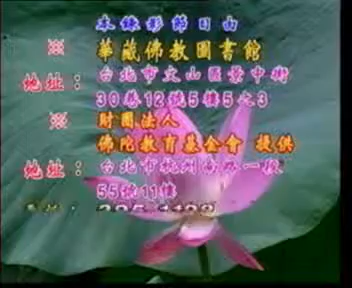 本錄影節目由
※ 華藏佛教圖書館
地址：台北市文山區景中街
30巷12號5樓5之3
※ 財團法人
佛陀教育基金會 提供
地址：台北市杭州南路一段
55號11樓